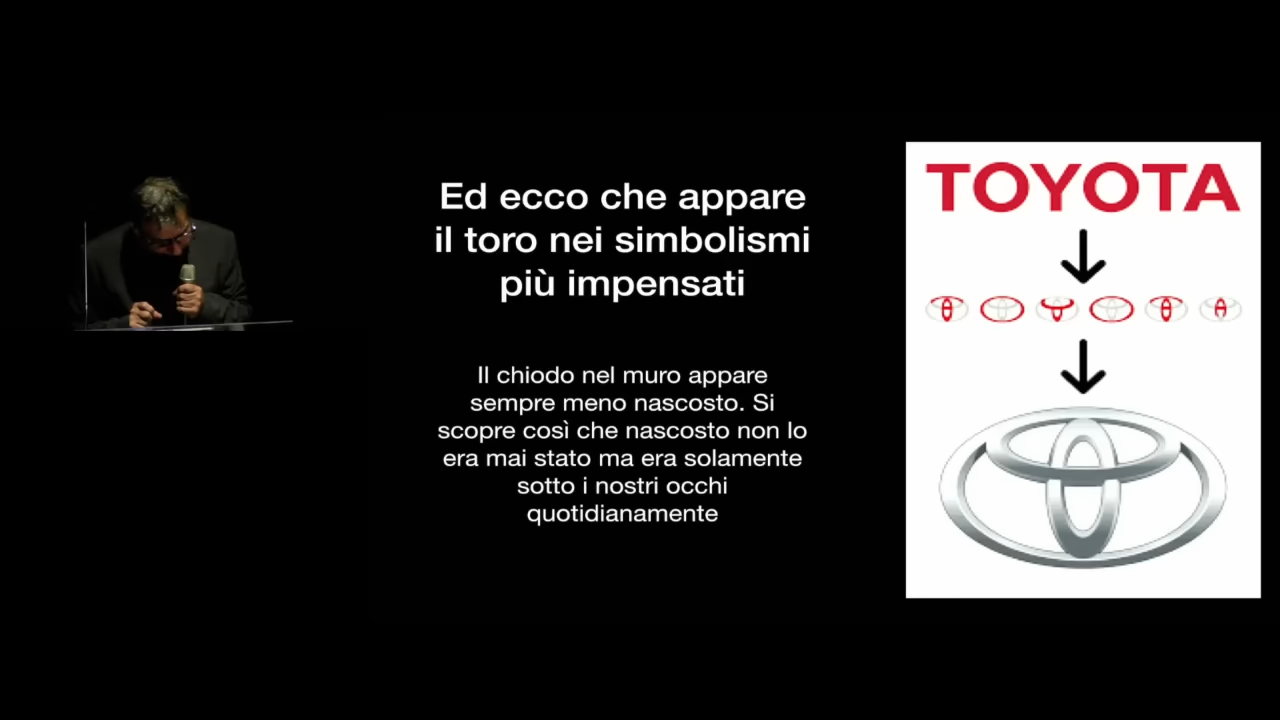 Ed ecco che appare
il toro nei simbolismi
più impensati
Il chiodo nel muro appare
sempre meno nascosto. Si
scopre così che nascosto non lo
era mai stato ma era solamente
sotto i nostri occhi
quotidianamente
TOYOTA